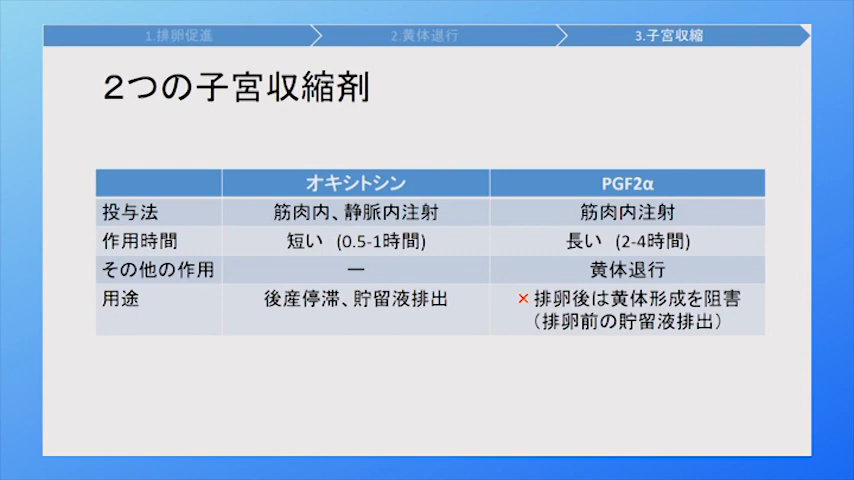 1.排卵促進 2.黄体退行 3.子宮収縮
２つの子宮収縮剤
オキシトシン PGF2α
投与法 筋肉内、静脈内注射 筋肉内注射
作用時間 短い (0.5-1時間) 長い (2-4時間)
その他の作用 ー 黄体退行
用途 後産停滞、貯留液排出 ×排卵後は黄体形成を阻害
（排卵前の貯留液排出）